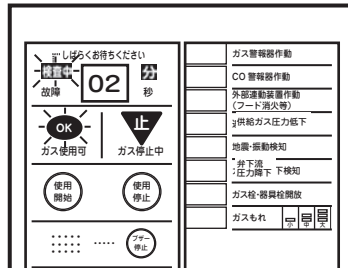 しばらくお待ちください
検査中
02
分
故障
秒
OK
止
ガス使用可
ガス停止中
使用
開始
使用
停止
ブザー
停止
ガス警報器作動
CO 警報器作動
外部連動装置作動
(フード消火等)
供給ガス圧力低下
地震・振動検知
弁下流
圧力降下 下検知
ガス栓・器具栓開放
ガスもれ
小
中
大